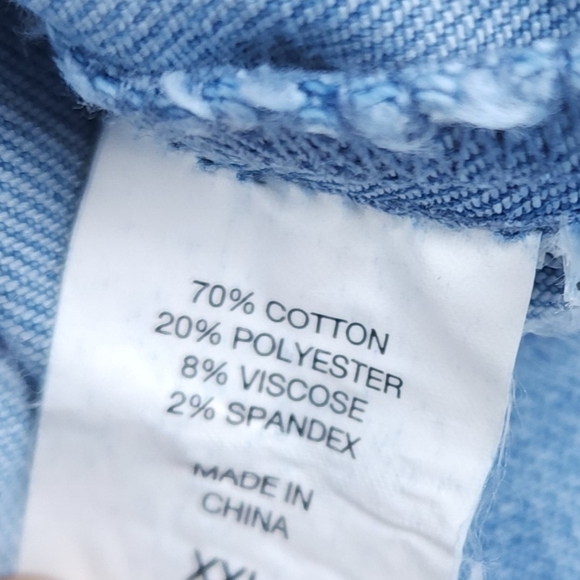 70% COTTON
20% POLYESTER
8% VISCOSE
2% SPANDEX
MADE IN
CHINA